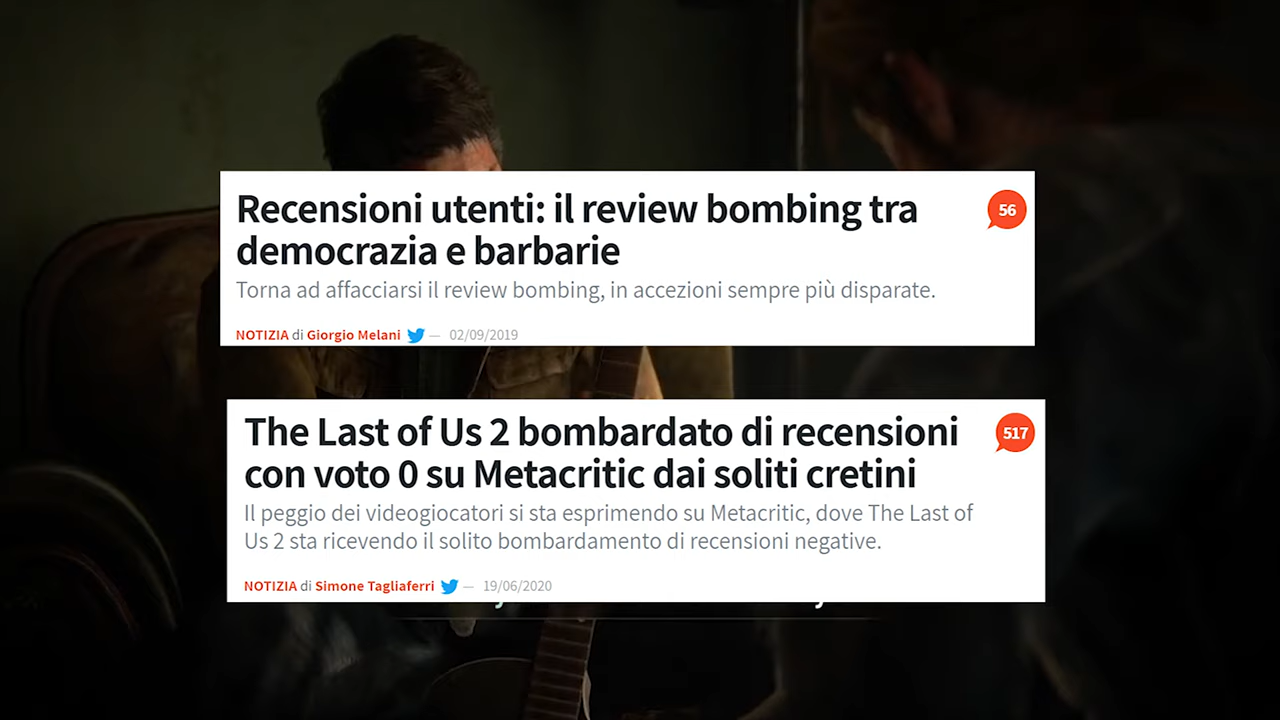 Recensioni utenti: il review bombing tra
56
democrazia e barbarie
Torna ad affacciarsi il review bombing, in accezioni sempre più disparate.
NOTIZIA di Giorgio Melani — 02/09/2019
The Last of Us 2 bombardato di recensioni
517
con voto 0 su Metacritic dai soliti cretini
Il peggio dei videogiocatori si sta esprimendo su Metacritic, dove The Last of
Us 2 sta ricevendo il solito bombardamento di recensioni negative.
NOTIZIA di Simone Tagliaferri — 19/06/2020